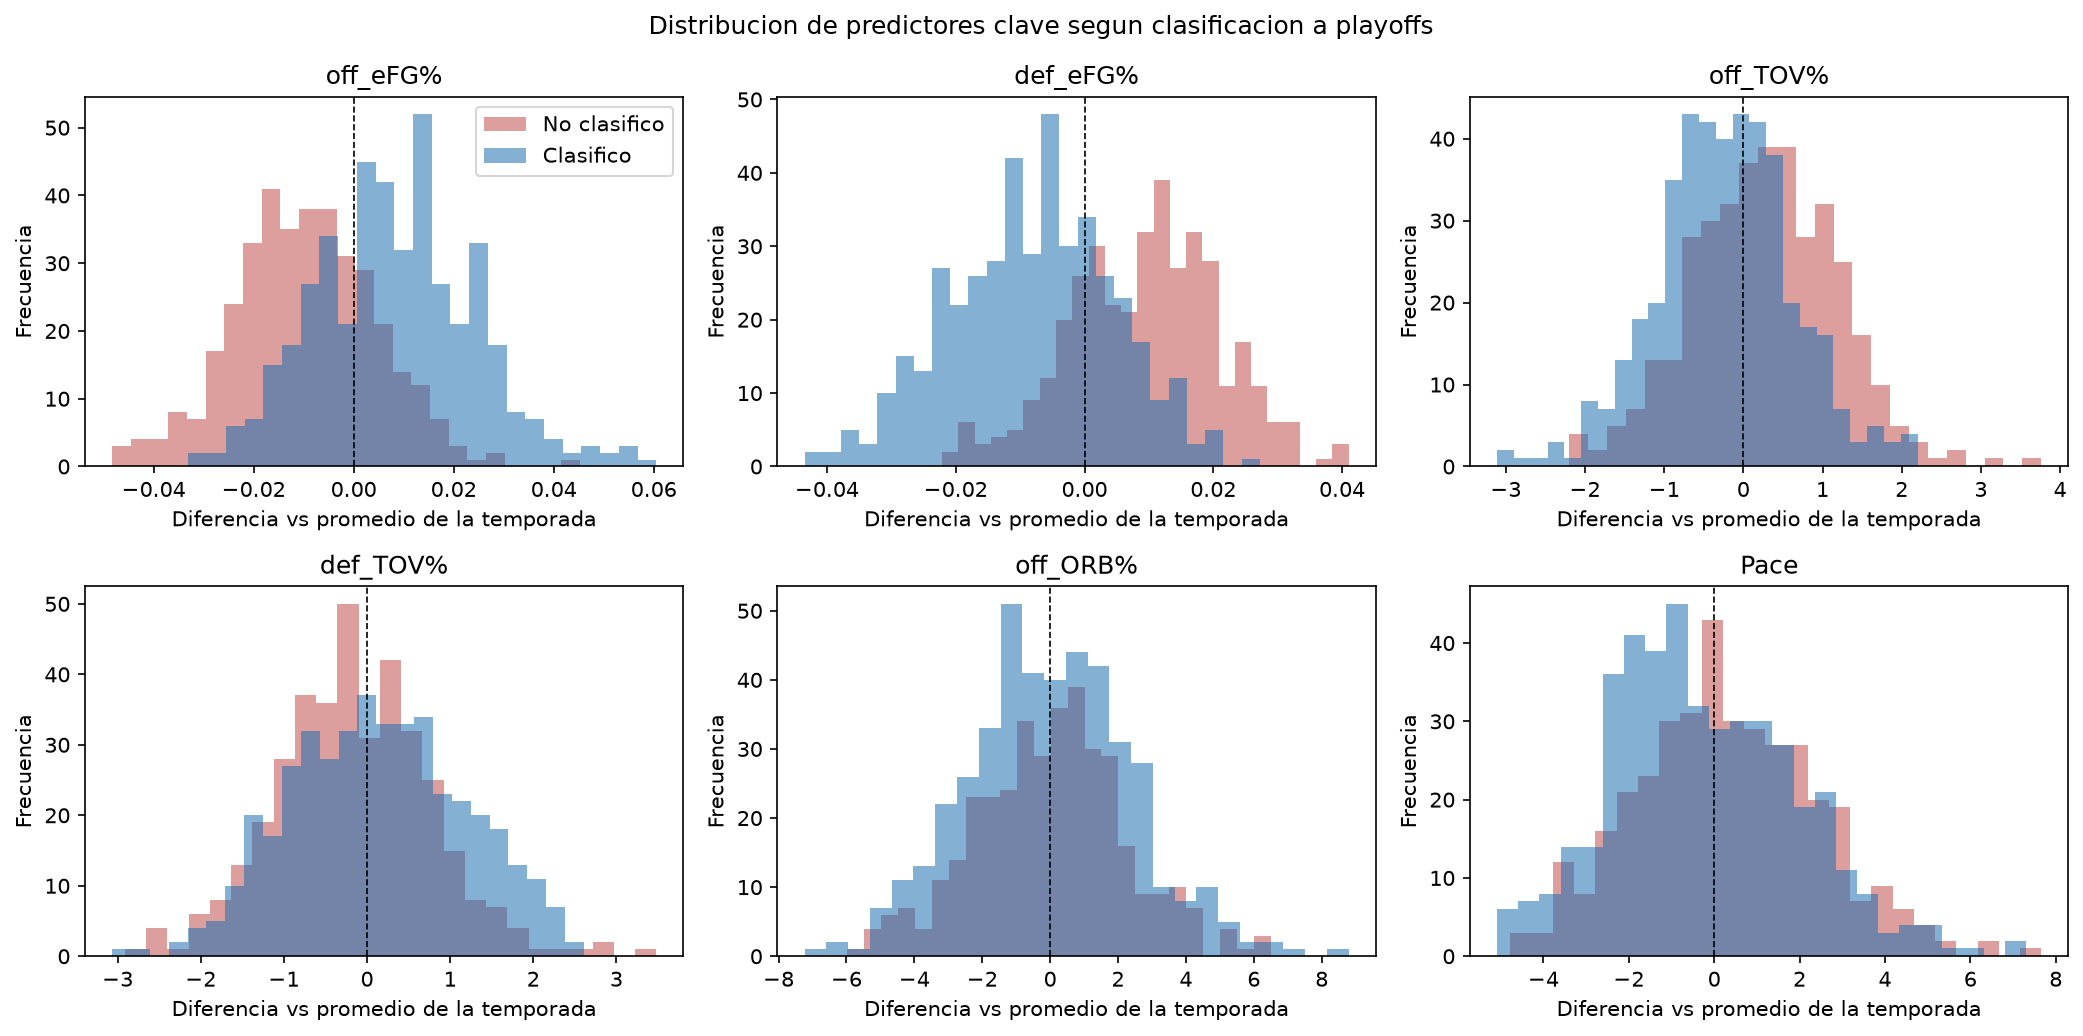 Distribucion de predictores clave segun clasificacion a playoffs
off_eFG%
Frecuencia
50
40
30
20
10
0
No clasifico
Clasifico
−0.04 −0.02 0.00 0.02 0.04 0.06
Diferencia vs promedio de la temporada
def_eFG%
Frecuencia
50
40
30
20
10
0
−0.04 −0.02 0.00 0.02 0.04
Diferencia vs promedio de la temporada
off_TOV%
Frecuencia
40
30
20
10
0
−3 −2 −1 0 1 2 3 4
Diferencia vs promedio de la temporada
def_TOV%
Frecuencia
50
40
30
20
10
0
−3 −2 −1 0 1 2 3
Diferencia vs promedio de la temporada
off_ORB%
Frecuencia
50
40
30
20
10
0
−8 −6 −4 −2 0 2 4 6 8
Diferencia vs promedio de la temporada
Pace
Frecuencia
40
30
20
10
0
−4 −2 0 2 4 6 8
Diferencia vs promedio de la temporada